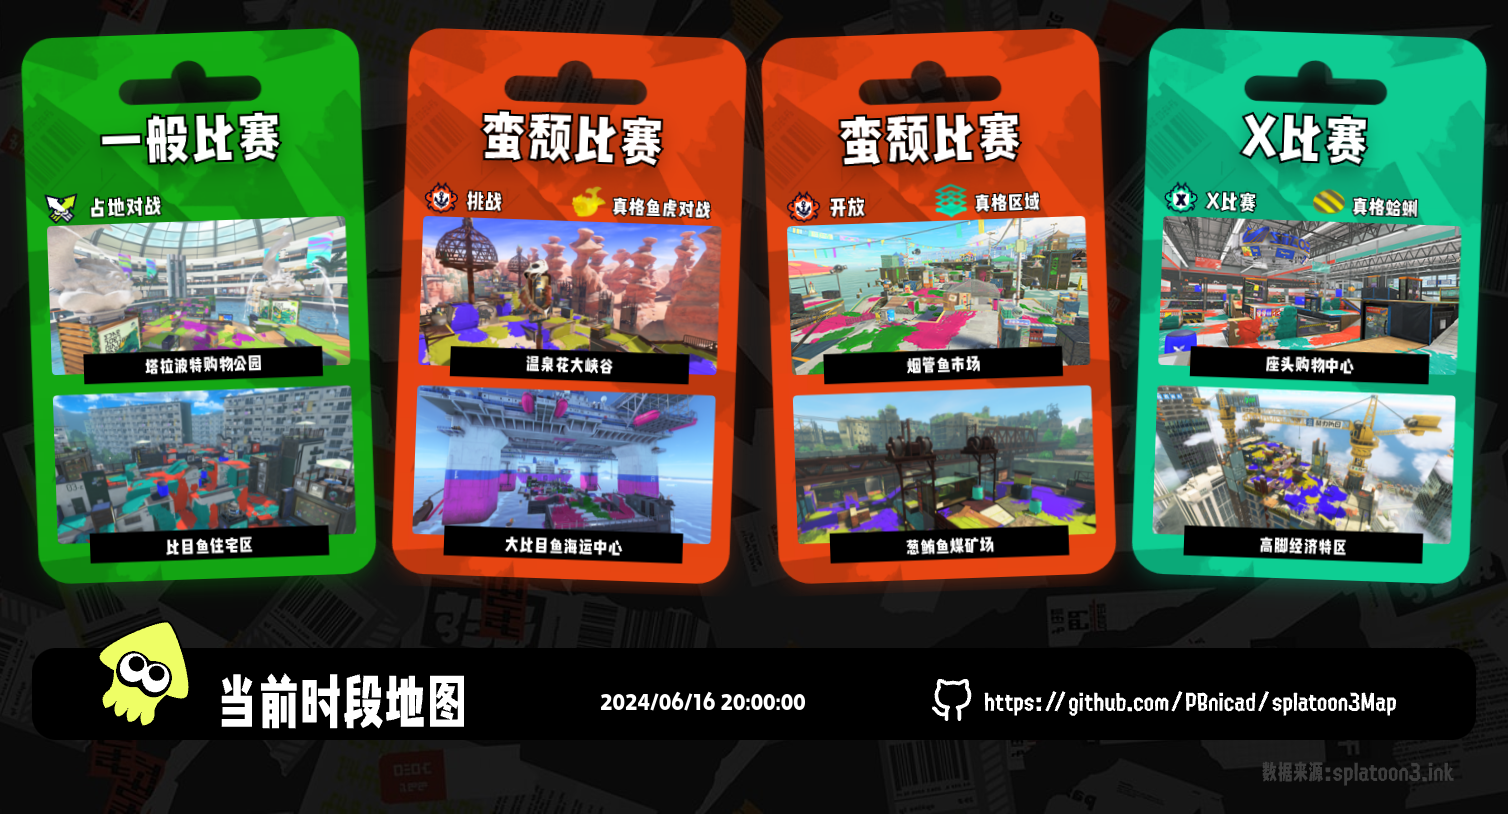 一般比赛
占地对战
塔拉波特购物公园
比目鱼住宅区
蛮颓比赛
挑战
真格鱼虎对战
温泉花大峡谷
大比目鱼海运中心
蛮颓比赛
开放
真格区域
烟管鱼市场
葱鲔鱼煤矿场
X比赛
X比赛
真格蛤蜊
座头购物中心
高脚经济特区
当前时段地图
2024/06/16 20:00:00
https://github.com/PBnicad/splatoon3Map
数据来源:splatoon3.ink